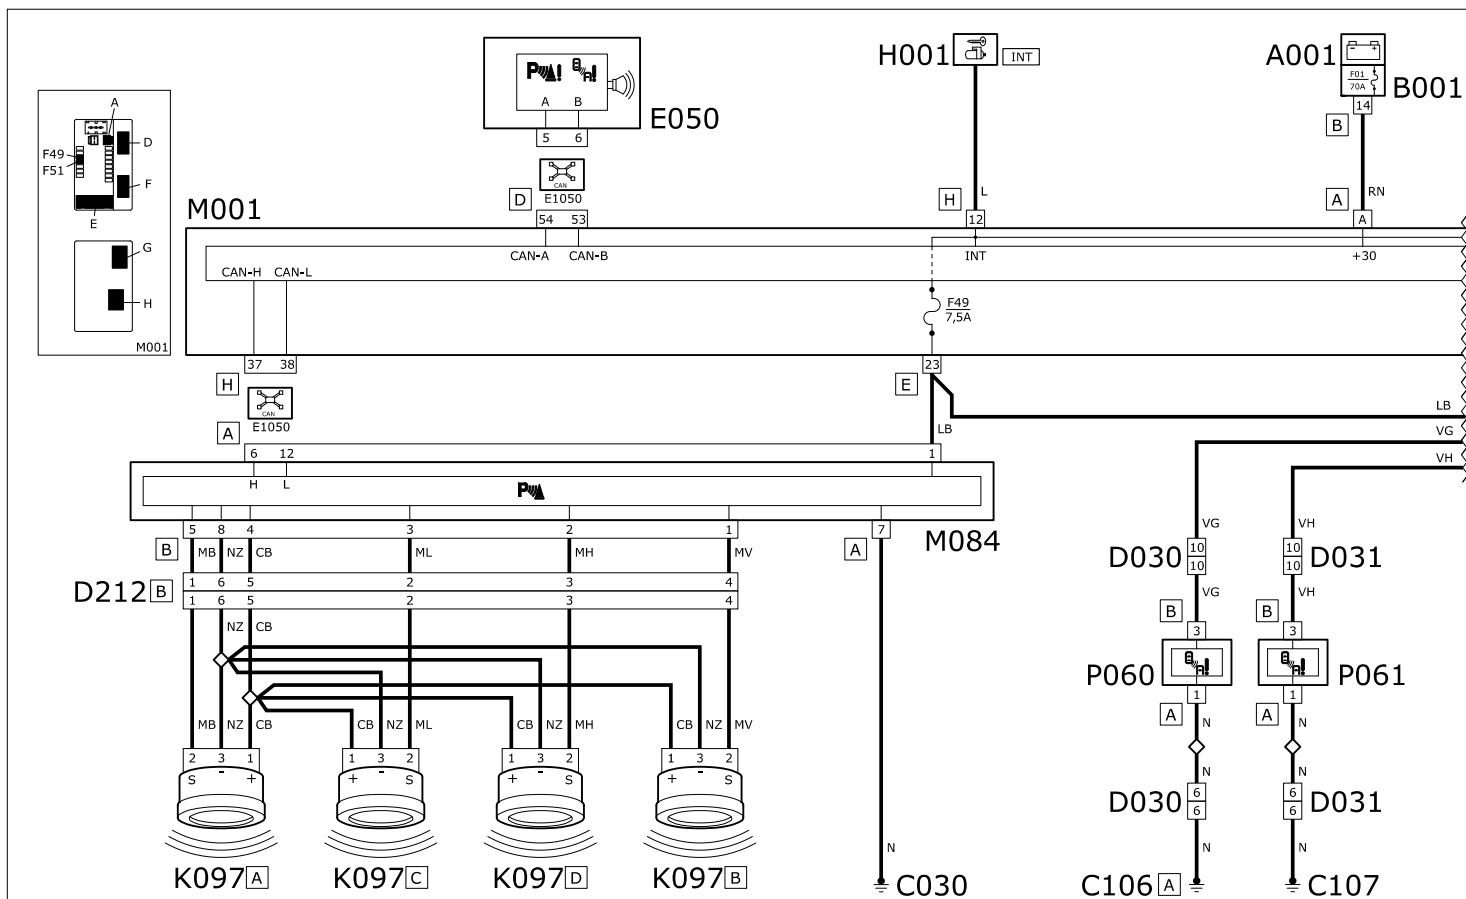 H001
INT
A001
F01
70A
B001
14
B
P !
A !
A B
E050
5 6
CAN
E1050
D
54 53
A
D
F49
F51
F
E
G
H
M001
M001
H
L
12
RN
A
A
CAN-A CAN-B
INT
+30
CAN-H CAN-L
F49
7,5A
37 38
H
CAN
E1050
A
23
E
LB
LB
VG
VH
6 12
1
H L
P
M084
5 8 4 3 2 1
7
B
A
MB NZ CB ML MH MV
D212 B
1 6 5 2 3 4
1 6 5 2 3 4
NZ CB
VG VH
D030 10 10
D031 10 10
VG VH
B B
3 3
P060
A !
A !
P061
1 1
A A
N N
MB NZ CB CB NZ ML CB NZ MH CB NZ MV
2 3 1 1 3 2 1 3 2 1 3 2
S - + + - S + - S + - S
N N
D030 6 6
D031 6 6
N N N
K097 A K097 C K097 D K097 B
C030
C106 A
C107